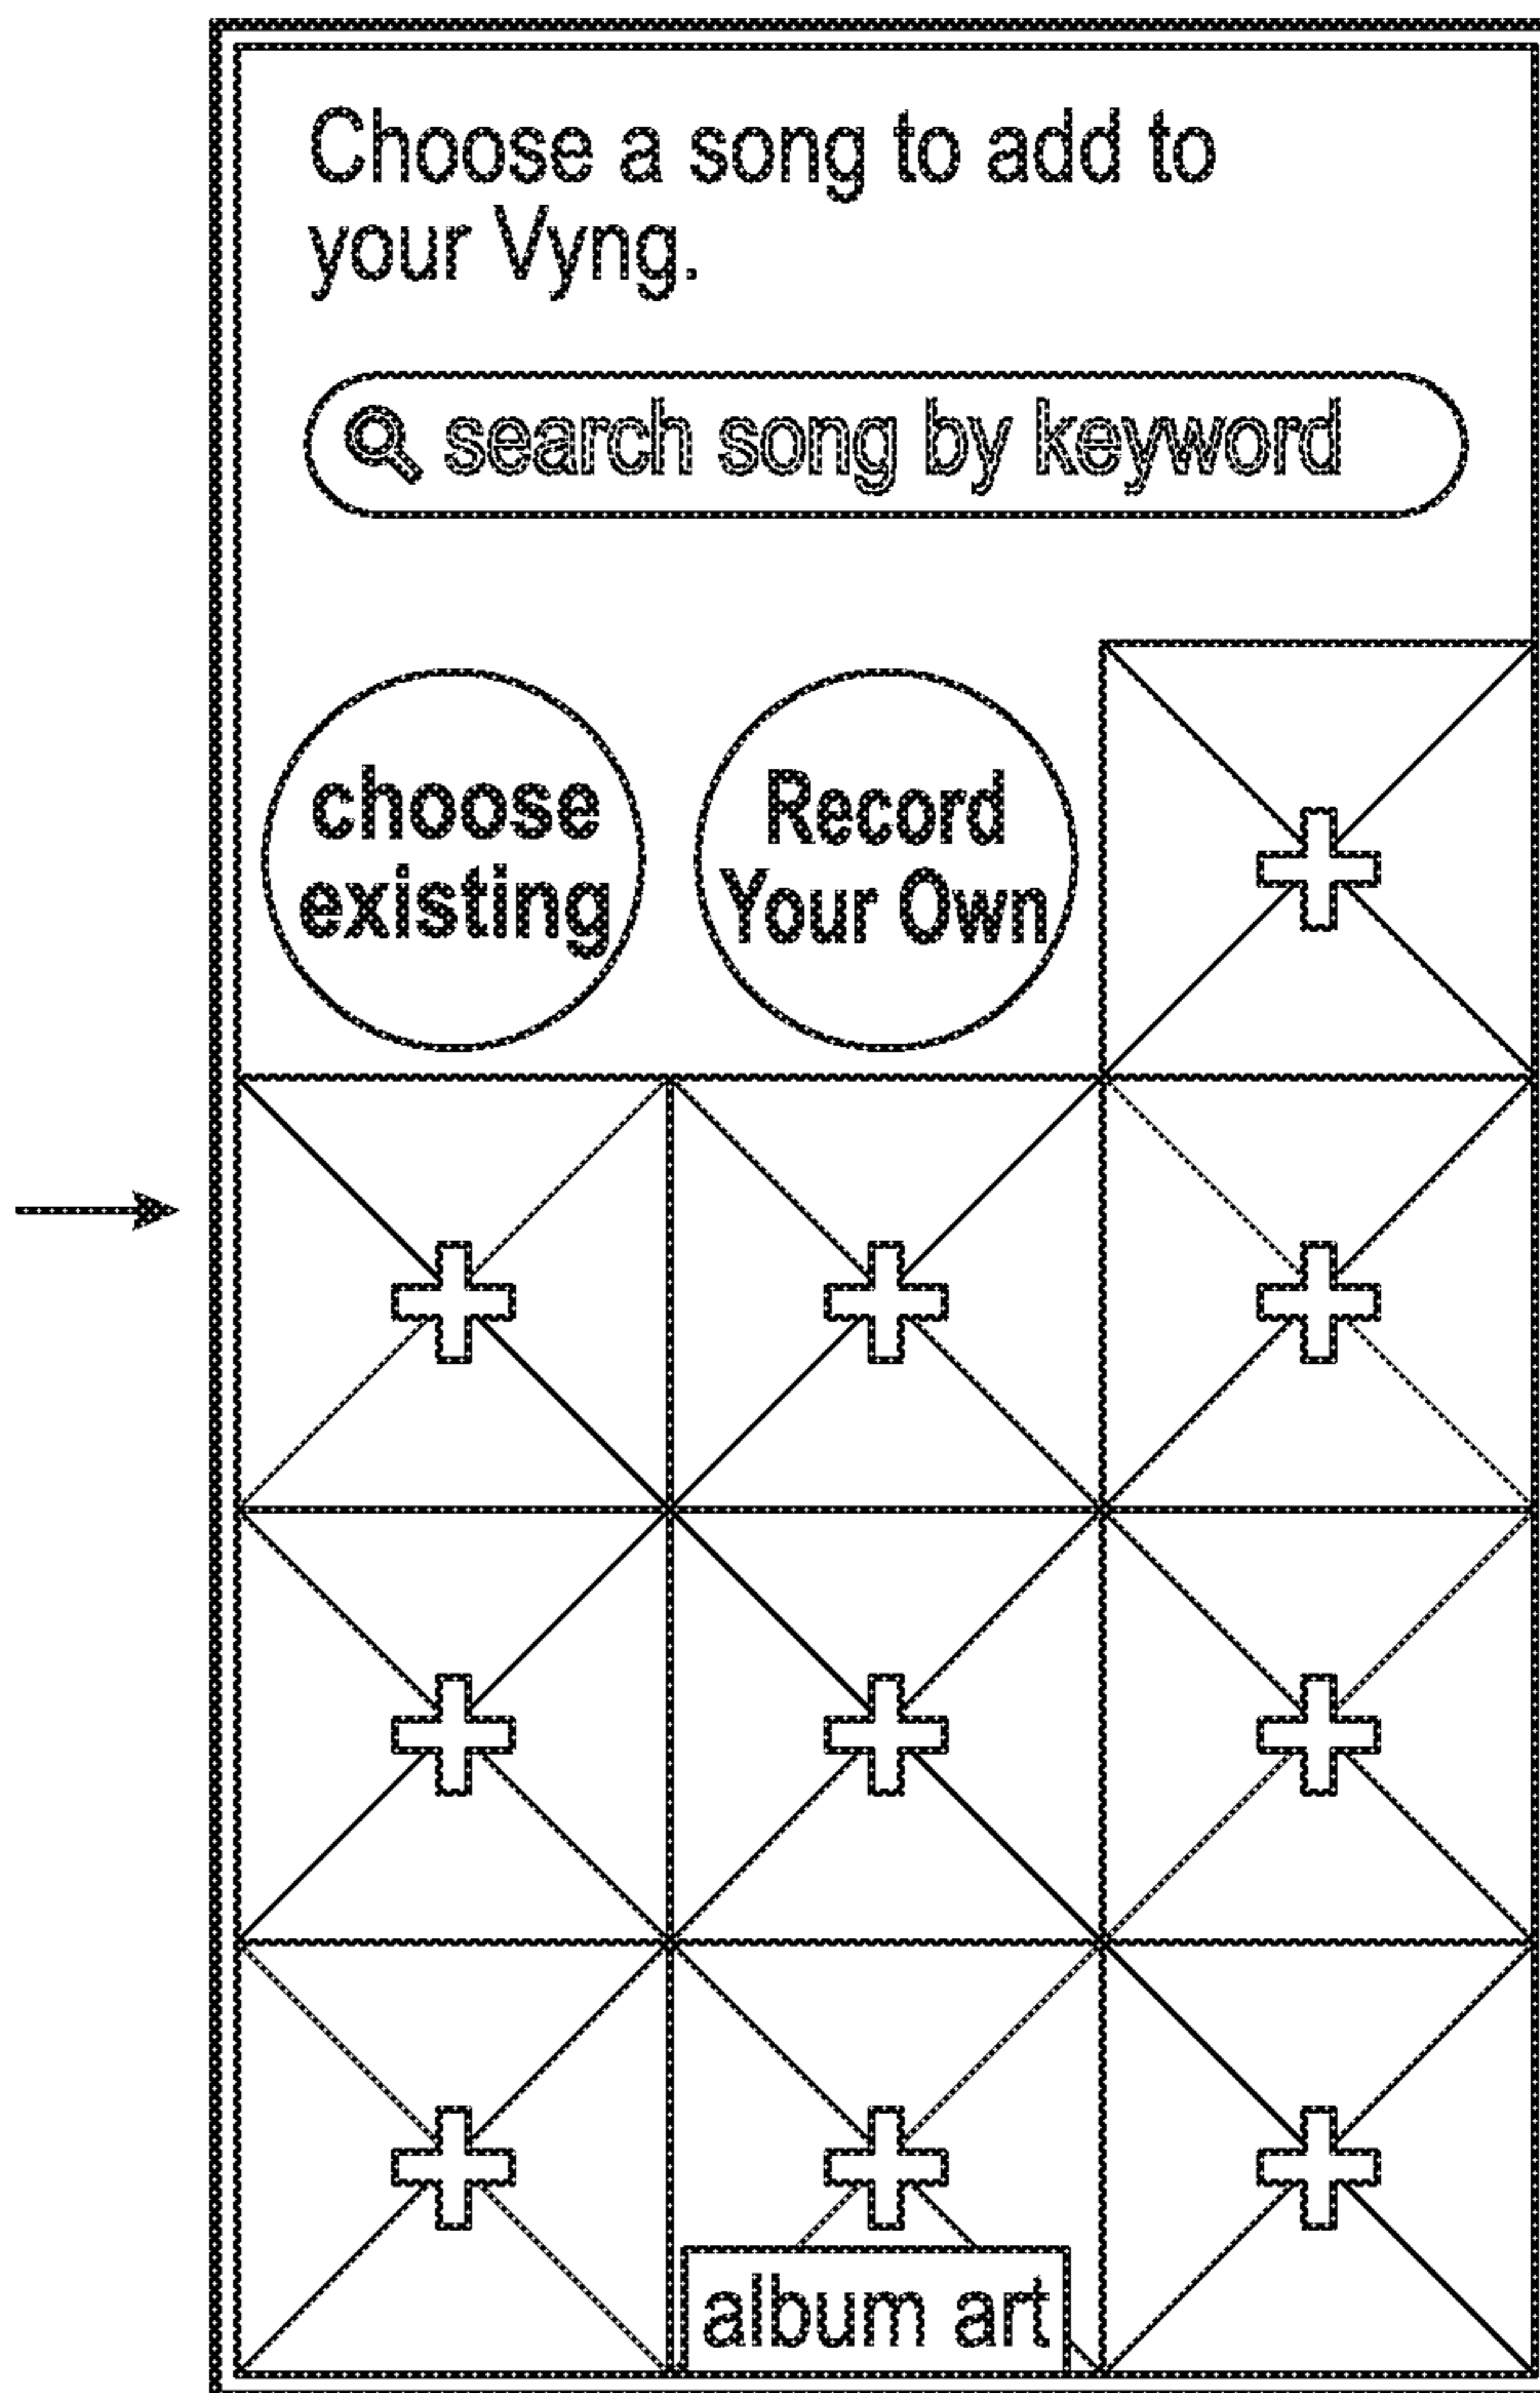 Choose a song to add to
your Vyng.
search song by keyword
choose
existing
Record
Your Own
album art